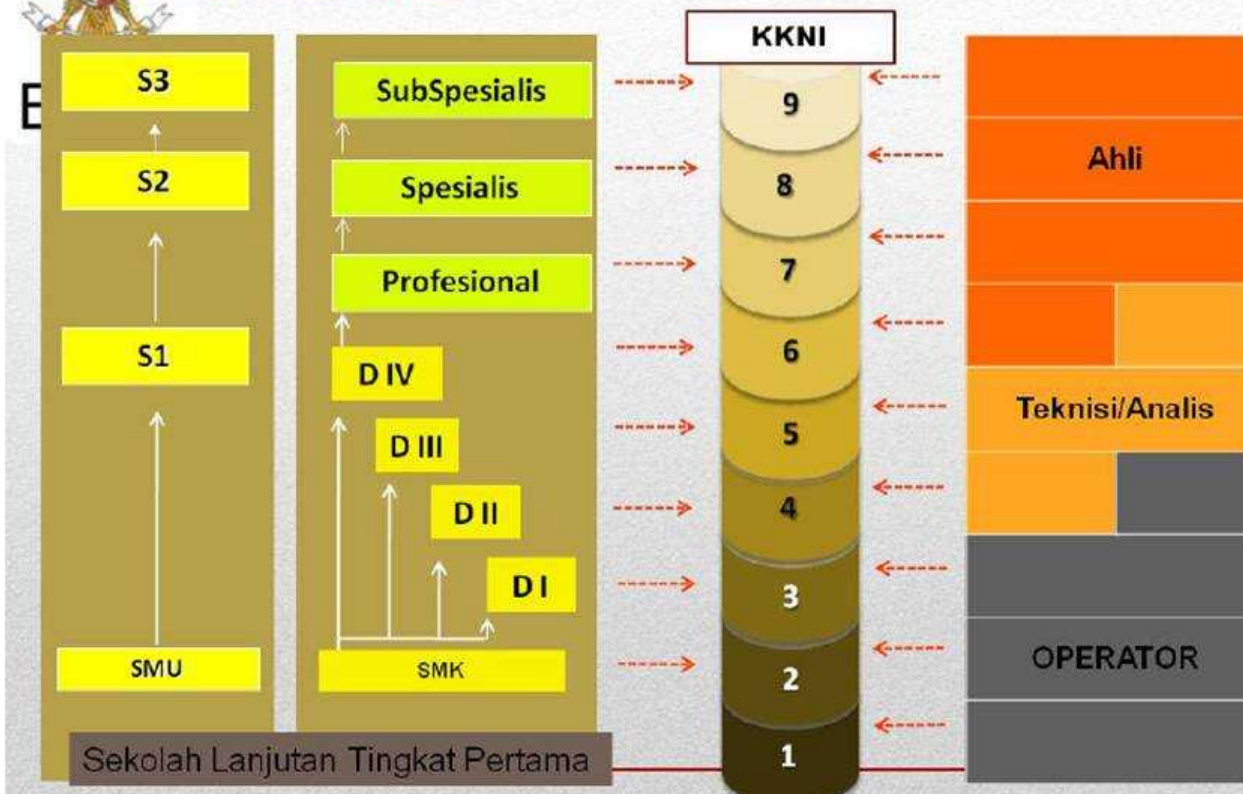 KKNI
S3
S2
S1
SMU
SubSpesialis
Spesialis
Profesional
D IV
D III
D II
D I
SMK
Sekolah Lanjutan Tingkat Pertama
9
8
7
6
5
4
3
2
1
Ahli
Teknisi/Analis
OPERATOR